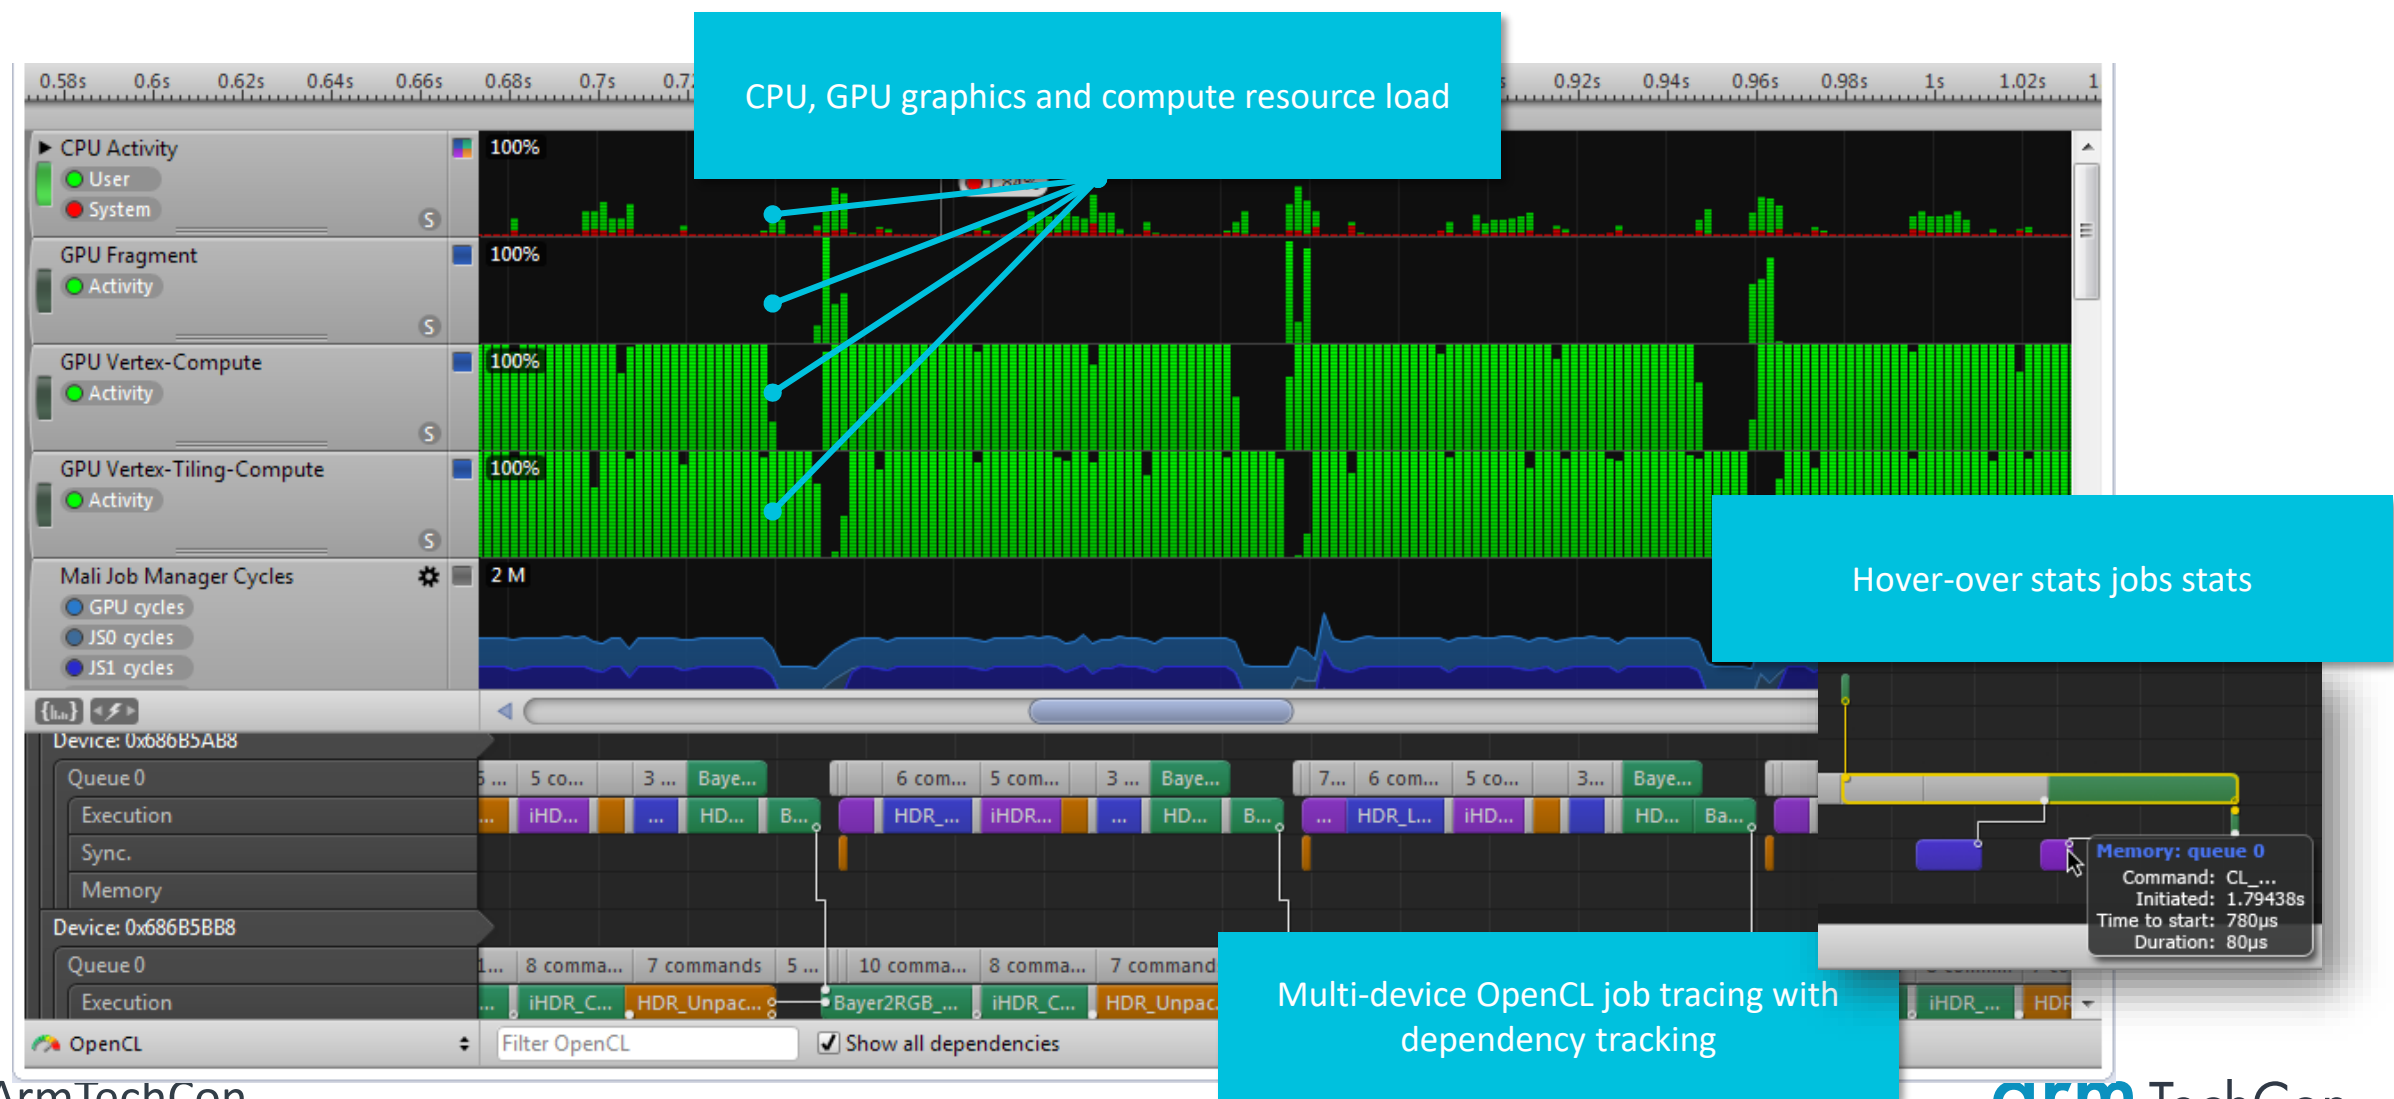 CPU, GPU graphics and compute resource load
0.58s 0.6s 0.62s 0.64s 0.66s 0.68s 0.7s 0.92s 0.94s 0.96s 0.98s 1s 1.02s
CPU Activity 100%
User
System
S
GPU Fragment 100%
Activity
S
GPU Vertex-Compute 100%
Activity
S
GPU Vertex-Tiling-Compute 100%
Activity
S
Hover-over stats jobs stats
Mali Job Manager Cycles 2 M
GPU cycles
JS0 cycles
JS1 cycles
Device: 0x686B5AB8
Queue 0 5 ... 5 co... 3 ... Baye... 6 com... 5 com... 3 ... Baye... 7... 6 com... 5 co... 3... Baye...
Execution ... iHD... ... HD... B... HDR_... iHDR... ... HD... B... ... HDR_L... iHD... HD... Ba...
Sync.
Memory
Memory: queue 0
Command: CL_...
Initiated: 1.79438s
Time to start: 780µs
Duration: 80µs
Device: 0x686B5BB8
Queue 0 1... 8 comma... 7 commands 5 ... 10 comma... 8 comma... 7 command
Execution ... iHDR_C... HDR_Unpac... Bayer2RGB_... iHDR_C... HDR_Unpac. iHDR_... HDR
Multi-device OpenCL job tracing with
dependency tracking
OpenCL Filter OpenCL Show all dependencies
ArmTechCon
arm TechCon